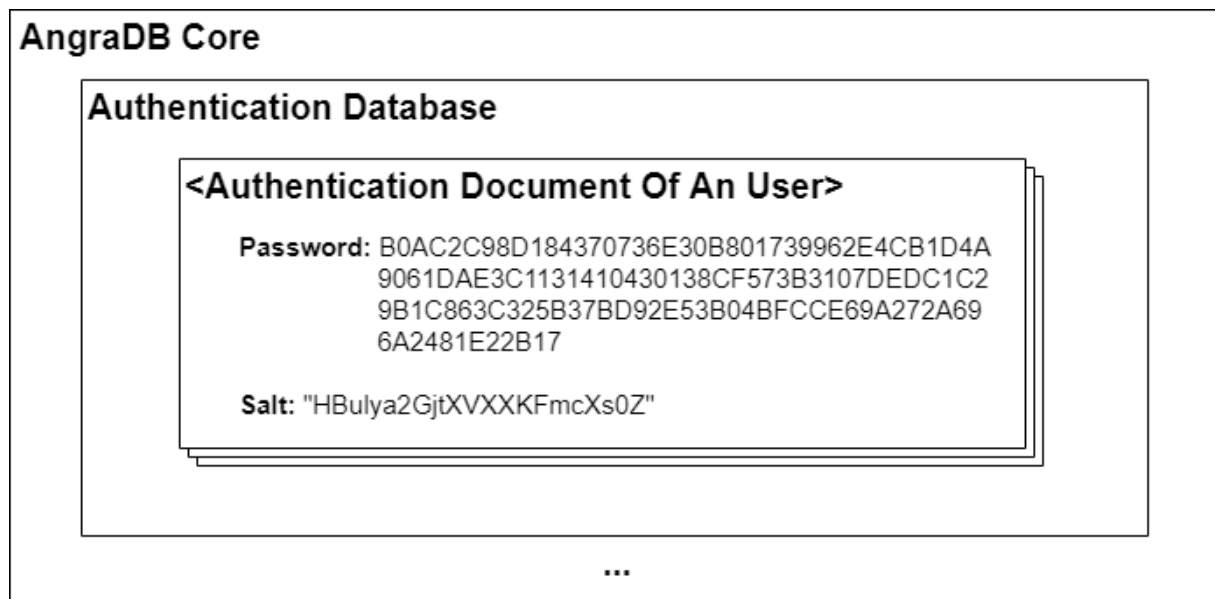 AngraDB Core
Authentication Database
<Authentication Document Of An User>
Password: B0AC2C98D184370736E30B801739962E4CB1D4A
9061DAE3C1131410430138CF573B3107DEDC1C2
9B1C863C325B37BD92E53B04BFCCE69A272A69
6A2481E22B17
Salt: "HBulya2GjtXVXXKFmcXs0Z"
...